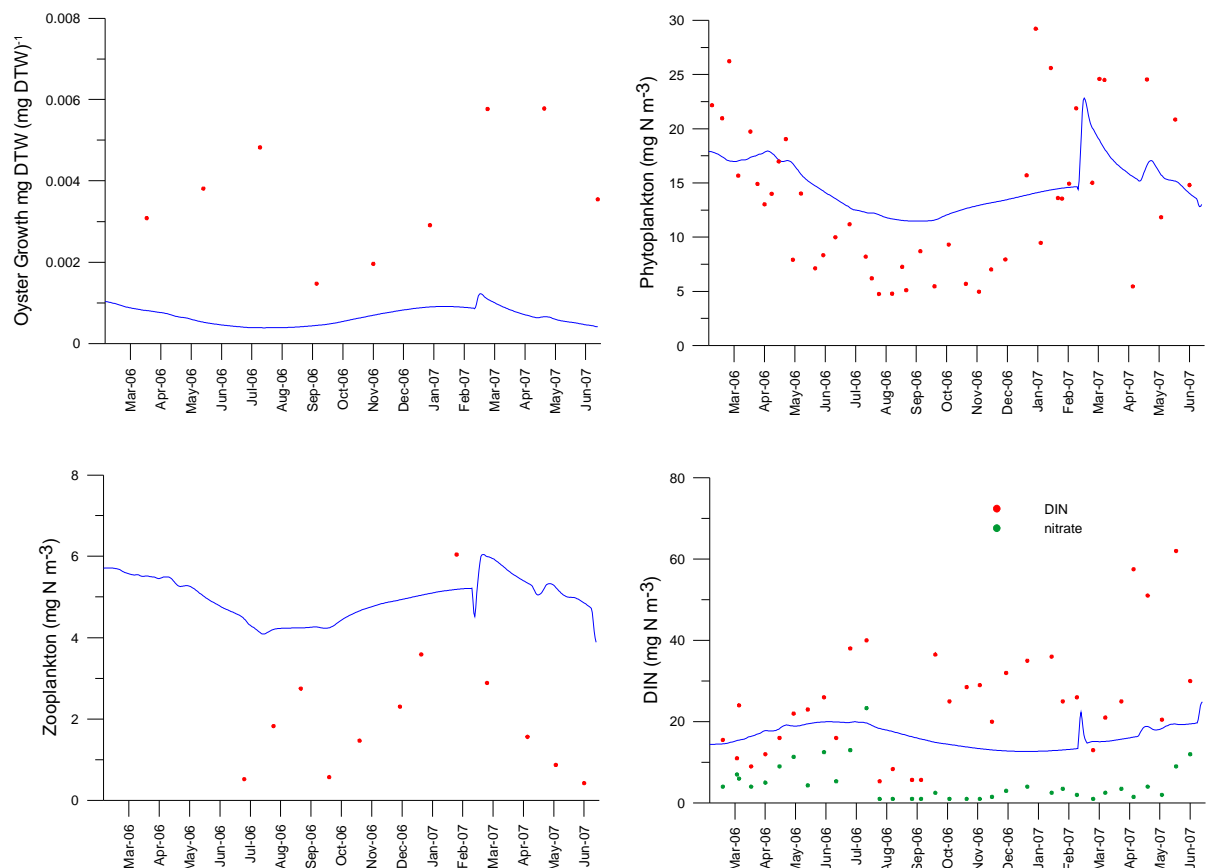 Oyster Growth mg DTW (mg DTW)-1
0.008
0.006
0.004
0.002
0
Mar-06
Apr-06
May-06
Jun-06
Jul-06
Aug-06
Sep-06
Oct-06
Nov-06
Dec-06
Jan-07
Feb-07
Mar-07
Apr-07
May-07
Jun-07
Phytoplankton (mg N m-3)
30
25
20
15
10
5
0
Mar-06
Apr-06
May-06
Jun-06
Jul-06
Aug-06
Sep-06
Oct-06
Nov-06
Dec-06
Jan-07
Feb-07
Mar-07
Apr-07
May-07
Jun-07
Zooplankton (mg N m-3)
8
6
4
2
0
Mar-06
Apr-06
May-06
Jun-06
Jul-06
Aug-06
Sep-06
Oct-06
Nov-06
Dec-06
Jan-07
Feb-07
Mar-07
Apr-07
May-07
Jun-07
DIN (mg N m-3)
80
60
40
20
0
DIN
nitrate
Mar-06
Apr-06
May-06
Jun-06
Jul-06
Aug-06
Sep-06
Oct-06
Nov-06
Dec-06
Jan-07
Feb-07
Mar-07
Apr-07
May-07
Jun-07